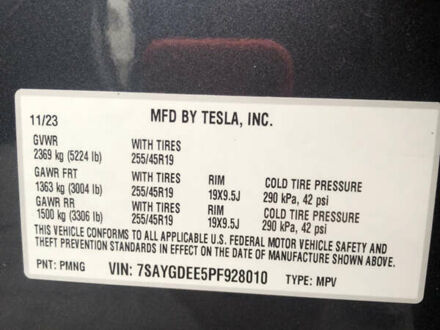 11/23 MFD BY TESLA, INC.
GVWR WITH TIRES
2369 kg (5224 lb) 255/45R19
GAWR FRT WITH TIRES RIM COLD TIRE PRESSURE
1363 kg (3004 lb) 255/45R19 19X9.5J 290 kPa, 42 psi
GAWR RR WITH TIRES RIM COLD TIRE PRESSURE
1500 kg (3306 lb) 255/45R19 19X9.5J 290 kPa, 42 psi
THIS VEHICLE CONFORMS TO ALL APPLICABLE U.S. FEDERAL MOTOR VEHICLE SAFETY AND
THEFT PREVENTION STANDARDS IN EFFECT ON THE DATE OF MANUFACTURE SHOWN ABOVE.
PNT: PMNG VIN: 7SAYGDEE5PF928010 TYPE: MPV